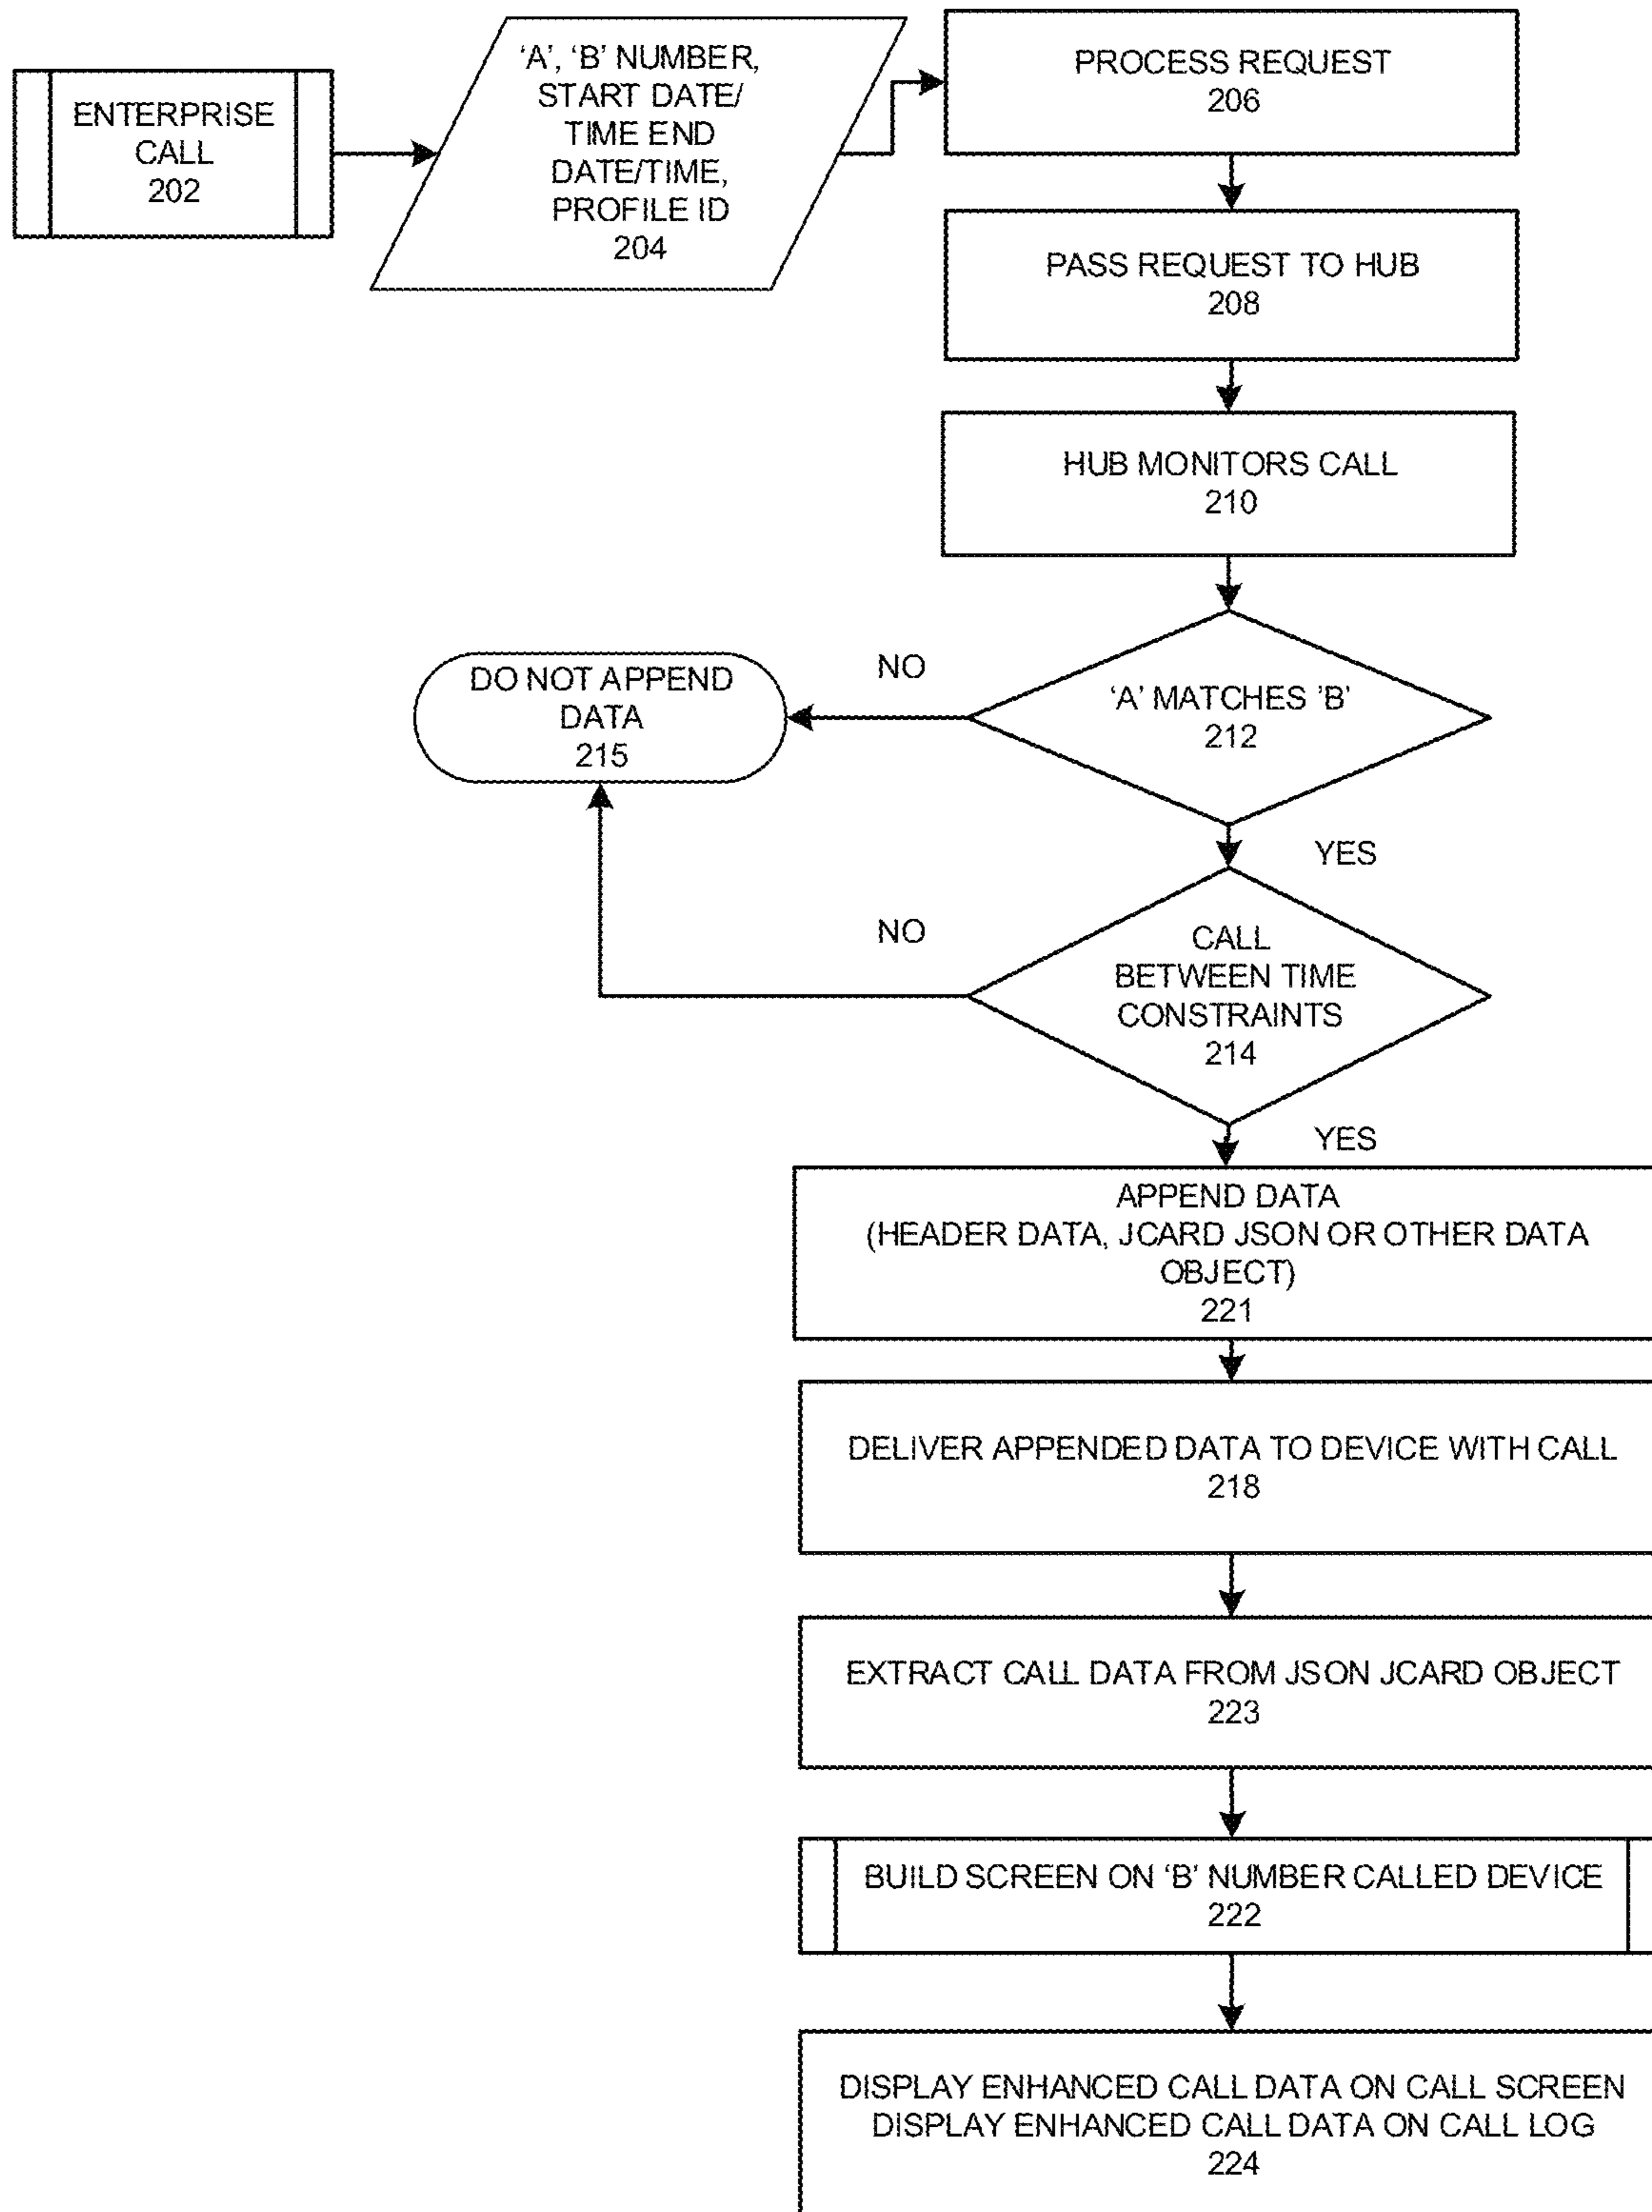 ENTERPRISE
CALL
202
‘A’, ‘B’ NUMBER,
START DATE/
TIME END
DATE/TIME,
PROFILE ID
204
PROCESS REQUEST
206
PASS REQUEST TO HUB
208
HUB MONITORS CALL
210
‘A’ MATCHES ’B’
212
NO
DO NOT APPEND
DATA
215
YES
CALL
BETWEEN TIME
CONSTRAINTS
214
NO
YES
APPEND DATA
(HEADER DATA, JCARD JSON OR OTHER DATA
OBJECT)
221
DELIVER APPENDED DATA TO DEVICE WITH CALL
218
EXTRACT CALL DATA FROM JSON JCARD OBJECT
223
BUILD SCREEN ON ‘B’ NUMBER CALLED DEVICE
222
DISPLAY ENHANCED CALL DATA ON CALL SCREEN
DISPLAY ENHANCED CALL DATA ON CALL LOG
224